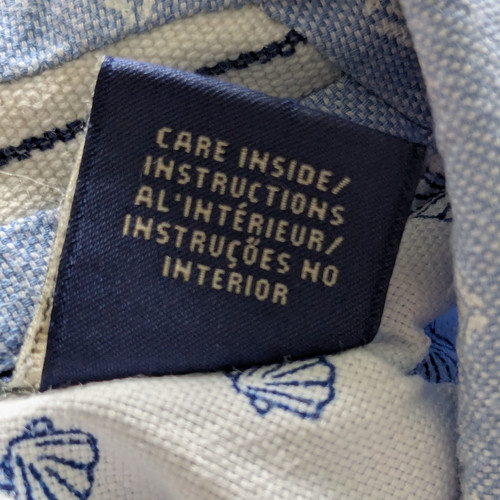 CARE INSIDE/
INSTRUCTIONS
AL'INTÉRIEUR/
INSTRUÇÕES NO
INTERIOR